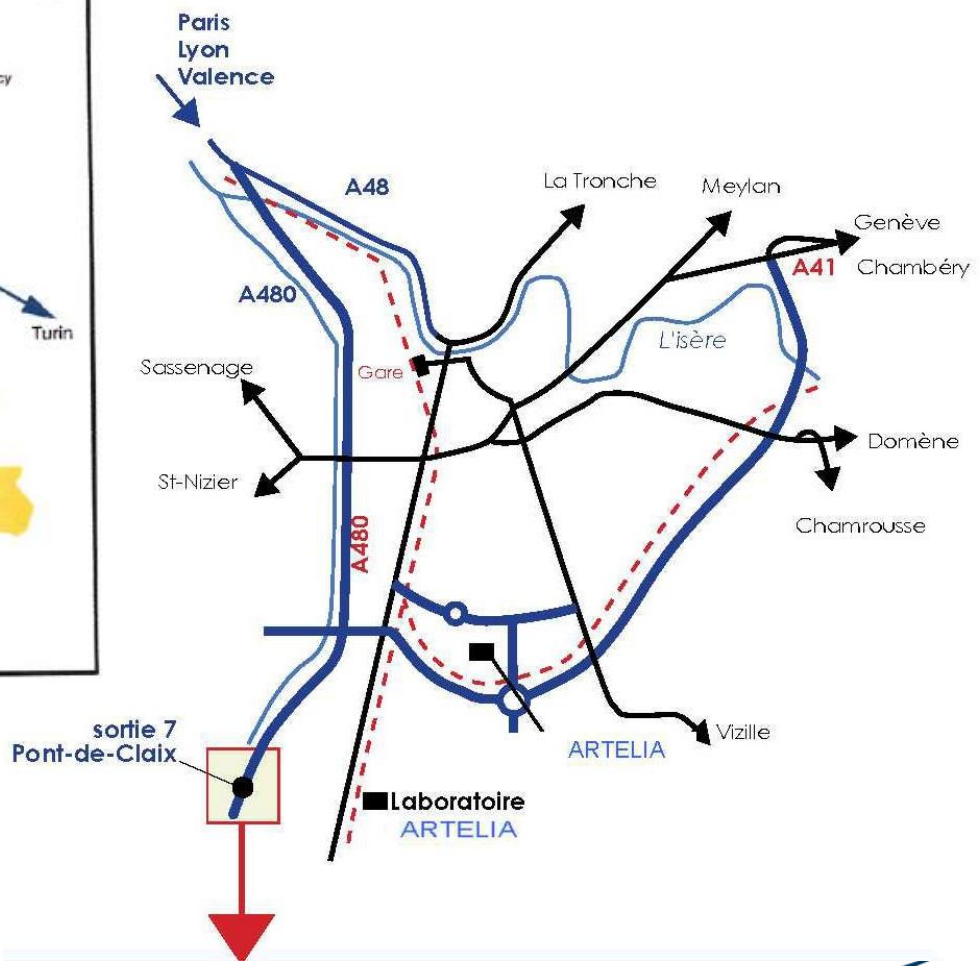 Paris
Lyon
Valence
A48
La Tronche
Meylan
Genève
A41 Chambéry
A480
Turin
L'isère
Sassenage
Gare
Domène
St-Nizier
Chamrousse
A480
sortie 7
Pont-de-Claix
Vizille
ARTELIA
Laboratoire
ARTELIA